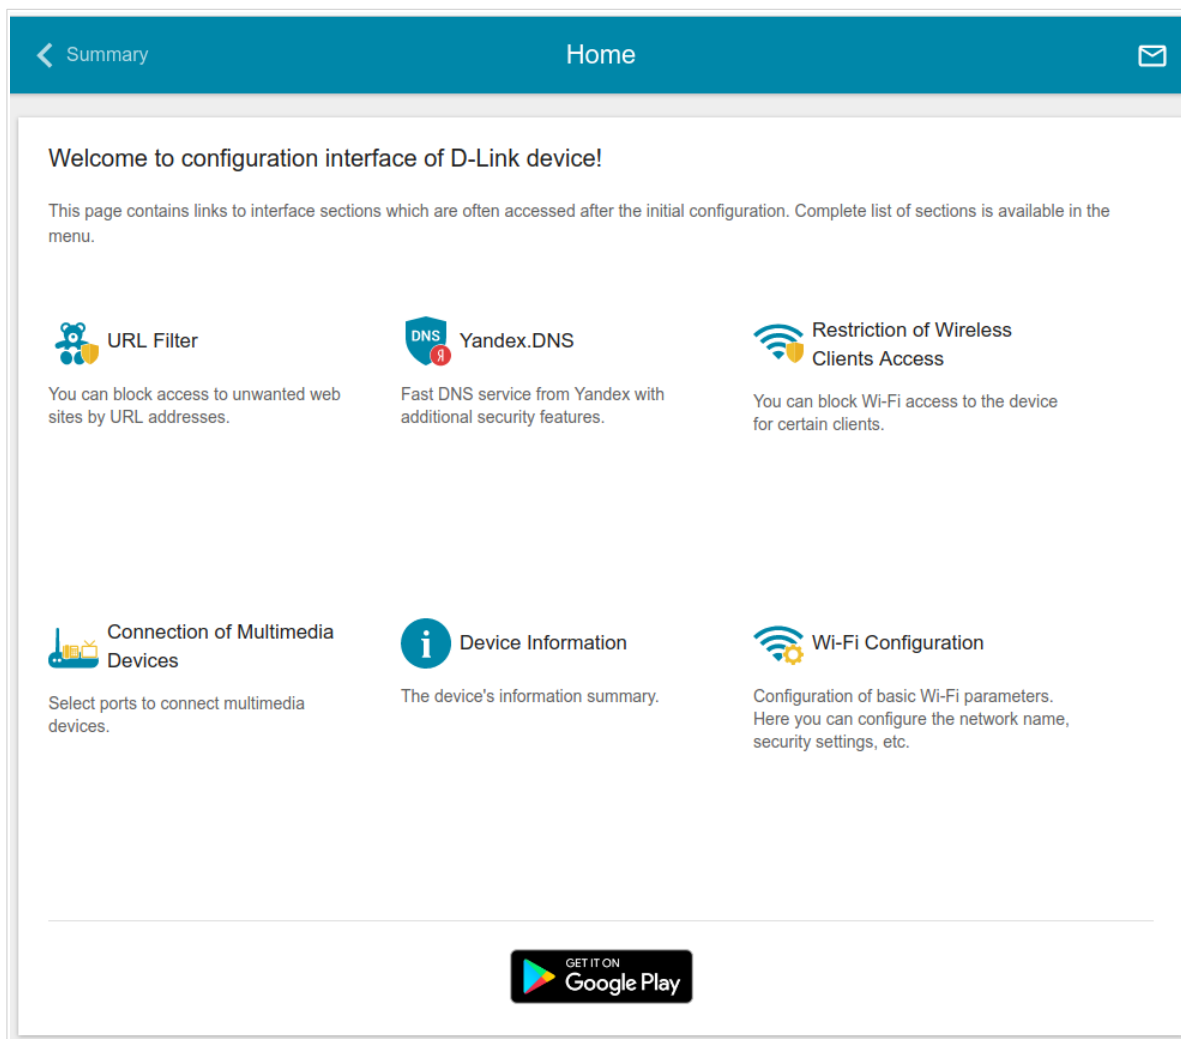 Summary
Home
Welcome to configuration interface of D-Link device!
This page contains links to interface sections which are often accessed after the initial configuration. Complete list of sections is available in the
menu.
URL Filter
You can block access to unwanted web
sites by URL addresses.
DNS
Я
Yandex.DNS
Fast DNS service from Yandex with
additional security features.
Restriction of Wireless
Clients Access
You can block Wi-Fi access to the device
for certain clients.
Connection of Multimedia
Devices
Select ports to connect multimedia
devices.
i
Device Information
The device's information summary.
Wi-Fi Configuration
Configuration of basic Wi-Fi parameters.
Here you can configure the network name,
security settings, etc.
GET IT ON
Google Play